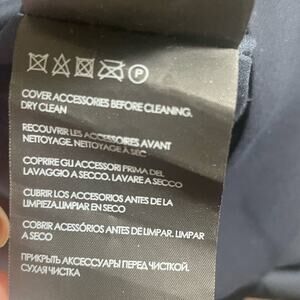 P
COVER ACCESSORIES BEFORE CLEANING.
DRY CLEAN
RECOUVRIR LES ACCESSOIRES AVANT
NETTOYAGE. NETTOYAGE A SEC
COPRIRE GLI ACCESSORI PRIMA DEL
LAVAGGIO A SECCO. LAVARE A SECCO
CUBRIR LOS ACCESORIOS ANTES DE LA
LIMPIEZA.LIMPIAR EN SECO
COBRIR ACESSÓRIOS ANTES DE LIMPAR. LIMPAR
A SECO
ПРИКРЫТЬ АКСЕССУАРЫ ПЕРЕД ЧИСТКОЙ.
СУХАЯ ЧИСТКА